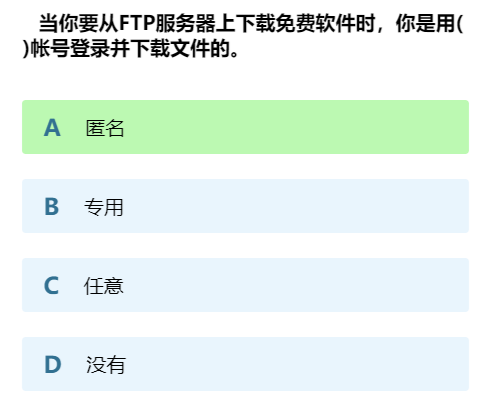 当你要从FTP服务器上下载免费软件时，你是用(
)帐号登录并下载文件的。
A 匿名
B 专用
C 任意
D 没有